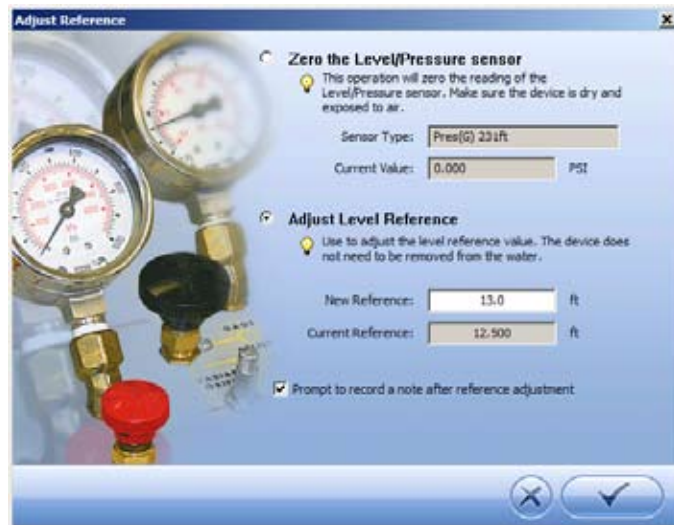 Adjust Reference
Zero the Level/Pressure sensor
This operation will zero the reading of the
Level/Pressure sensor. Make sure the device is dry and
exposed to air.
Sensor Type: Pres(G) 231ft
Current Value: 0.000 PSI
Adjust Level Reference
Use to adjust the level reference value. The device does
not need to be removed from the water.
New Reference: 13.0 ft
Current Reference: 12.500 ft
Prompt to record a note after reference adjustment